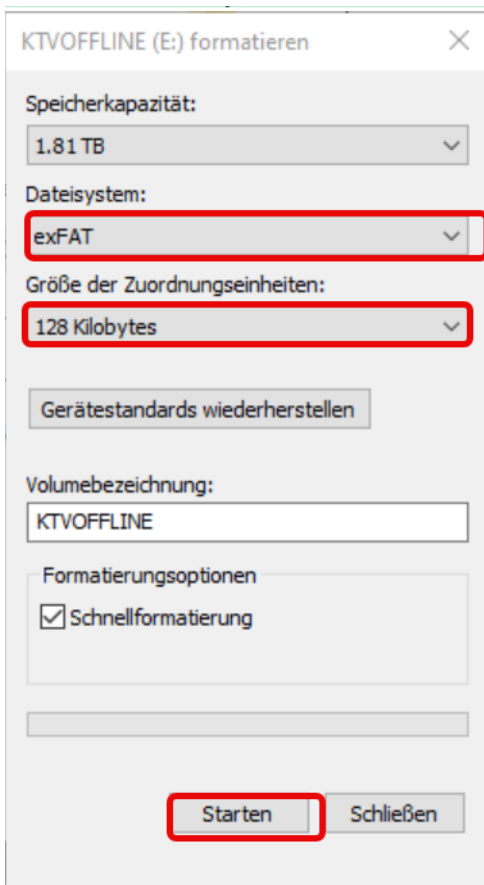 KTVOFFLINE (E:) formatieren
Speicherkapazität:
1.81 TB
Dateisystem:
exFAT
Größe der Zuordnungseinheiten:
128 Kilobytes
Gerätestandards wiederherstellen
Volumebezeichnung:
KTVOFFLINE
Formatierungsoptionen
Schnellformatierung
Starten
Schließen